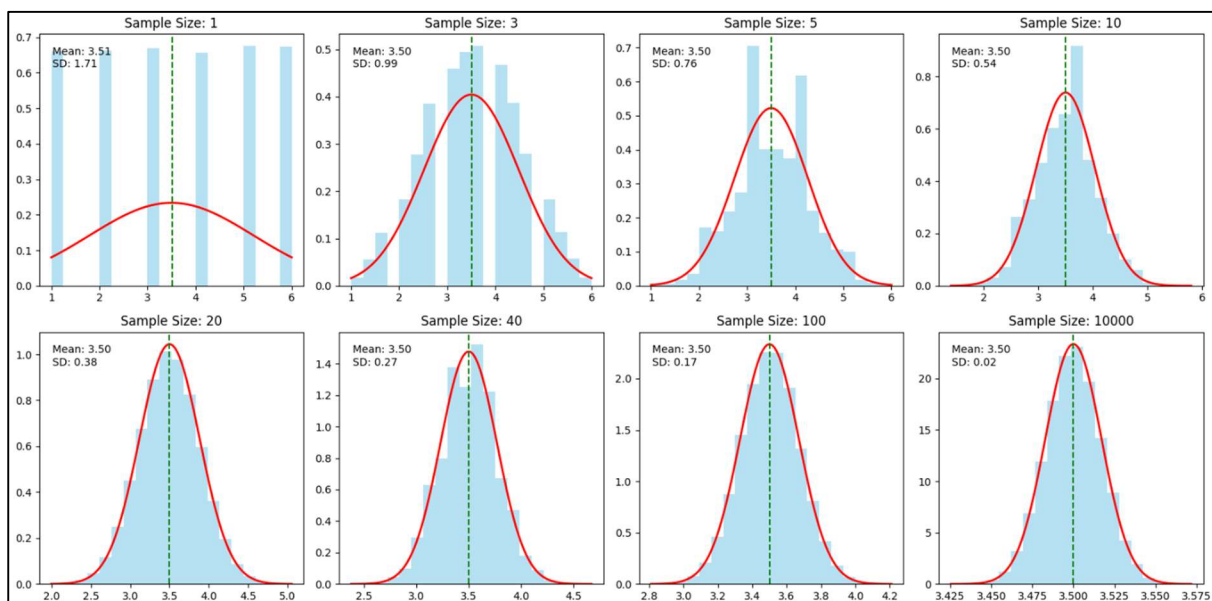 Sample Size: 1
0.7
0.6
0.5
0.4
0.3
0.2
0.1
0.0
Mean: 3.51
SD: 1.71
1 2 3 4 5 6
Sample Size: 3
0.5
0.4
0.3
0.2
0.1
0.0
Mean: 3.50
SD: 0.99
1 2 3 4 5 6
Sample Size: 5
0.7
0.6
0.5
0.4
0.3
0.2
0.1
0.0
Mean: 3.50
SD: 0.76
1 2 3 4 5 6
Sample Size: 10
0.8
0.6
0.4
0.2
0.0
Mean: 3.50
SD: 0.54
2 3 4 5 6
Sample Size: 20
1.0
0.8
0.6
0.4
0.2
0.0
Mean: 3.50
SD: 0.38
2.0 2.5 3.0 3.5 4.0 4.5 5.0
Sample Size: 40
1.4
1.2
1.0
0.8
0.6
0.4
0.2
0.0
Mean: 3.50
SD: 0.27
2.5 3.0 3.5 4.0 4.5
Sample Size: 100
2.0
1.5
1.0
0.5
0.0
Mean: 3.50
SD: 0.17
2.8 3.0 3.2 3.4 3.6 3.8 4.0 4.2
Sample Size: 10000
20
15
10
5
0
Mean: 3.50
SD: 0.02
3.425 3.450 3.475 3.500 3.525 3.550 3.575